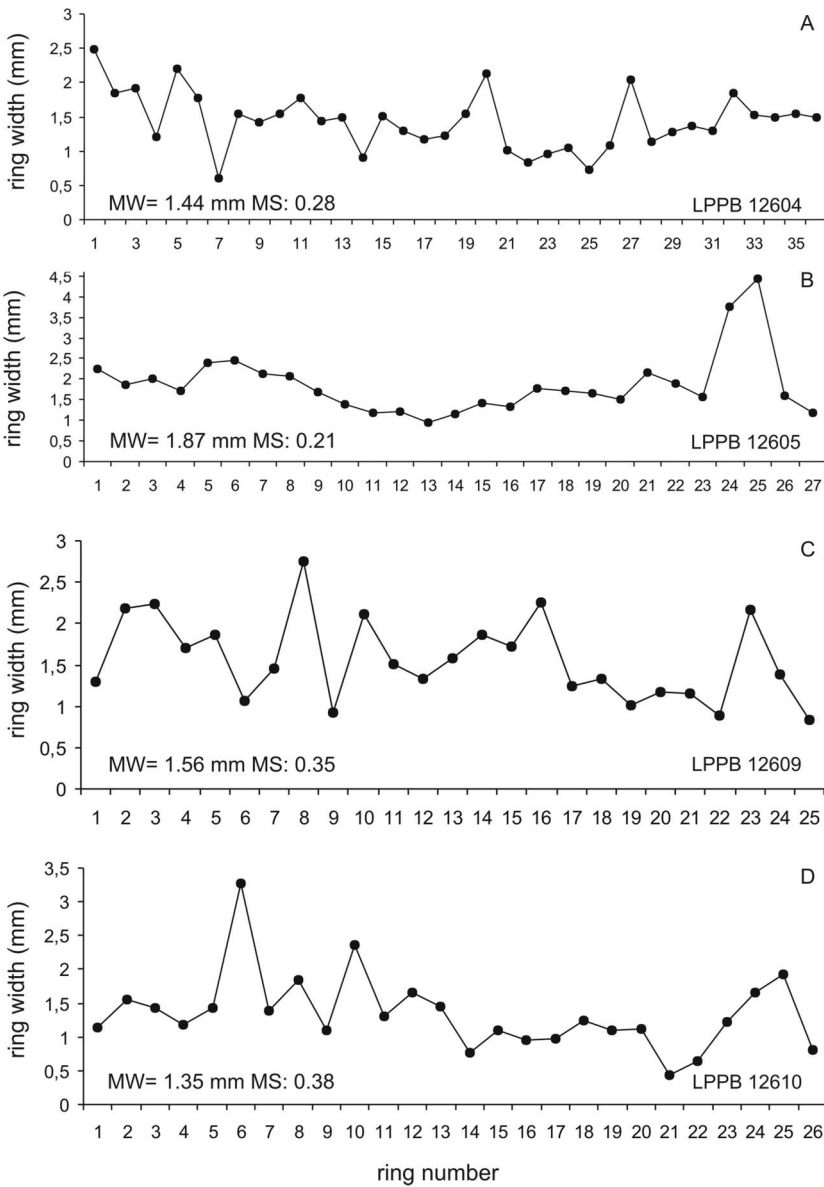 A
ring width (mm)
3
2,5
2
1,5
1
0,5
0
MW= 1.44 mm MS: 0.28
LPPB 12604
1 3 5 7 9 11 13 15 17 19 21 23 25 27 29 31 33 35
B
ring width (mm)
4,5
4
3,5
3
2,5
2
1,5
1
0,5
0
MW= 1.87 mm MS: 0.21
LPPB 12605
1 2 3 4 5 6 7 8 9 10 11 12 13 14 15 16 17 18 19 20 21 22 23 24 25 26 27
C
ring width (mm)
3
2,5
2
1,5
1
0,5
0
MW= 1.56 mm MS: 0.35
LPPB 12609
1 2 3 4 5 6 7 8 9 10 11 12 13 14 15 16 17 18 19 20 21 22 23 24 25
D
ring width (mm)
3,5
3
2,5
2
1,5
1
0,5
0
MW= 1.35 mm MS: 0.38
LPPB 12610
1 2 3 4 5 6 7 8 9 10 11 12 13 14 15 16 17 18 19 20 21 22 23 24 25 26
ring number